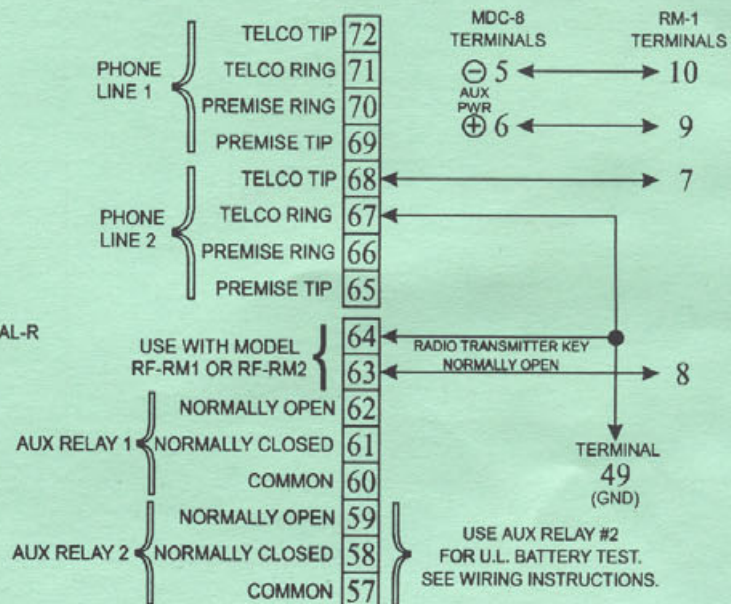 TELCO TIP 72
TELCO RING 71
PREMISE RING 70
PREMISE TIP 69
PHONE
LINE 1
TELCO TIP 68
TELCO RING 67
PREMISE RING 66
PREMISE TIP 65
PHONE
LINE 2
MDC-8
TERMINALS
RM-1
TERMINALS
⊖ 5 10
AUX
PWR
⊕ 6 9
7
AL-R
USE WITH MODEL
RF-RM1 OR RF-RM2
64
63
RADIO TRANSMITTER KEY
NORMALLY OPEN
8
NORMALLY OPEN 62
AUX RELAY 1 NORMALLY CLOSED 61
COMMON 60
TERMINAL
49
(GND)
NORMALLY OPEN 59
AUX RELAY 2 NORMALLY CLOSED 58
COMMON 57
USE AUX RELAY #2
FOR U.L. BATTERY TEST.
SEE WIRING INSTRUCTIONS.